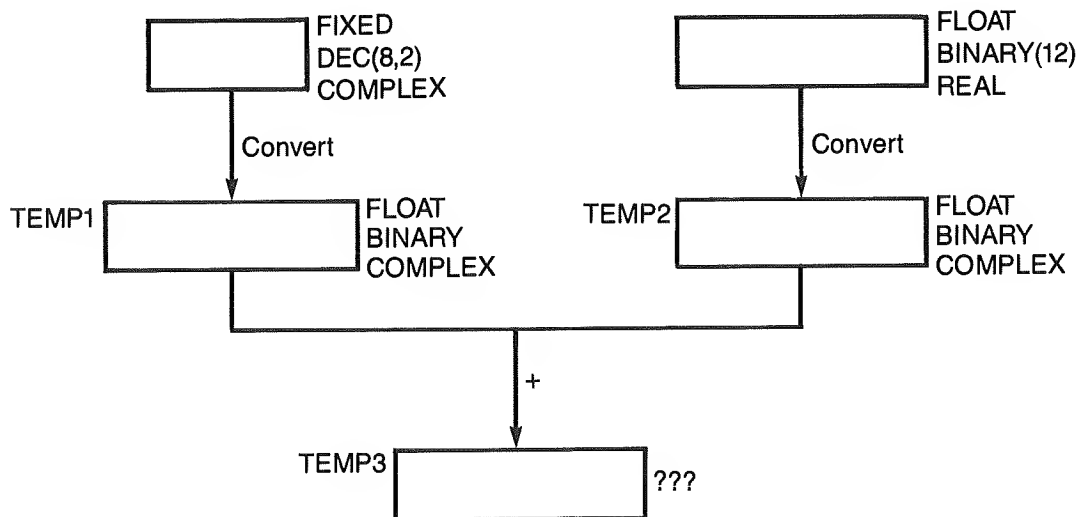 FIXED
DEC(8,2)
COMPLEX
FLOAT
BINARY(12)
REAL
Convert
Convert
TEMP1
FLOAT
BINARY
COMPLEX
TEMP2
FLOAT
BINARY
COMPLEX
+
TEMP3
???